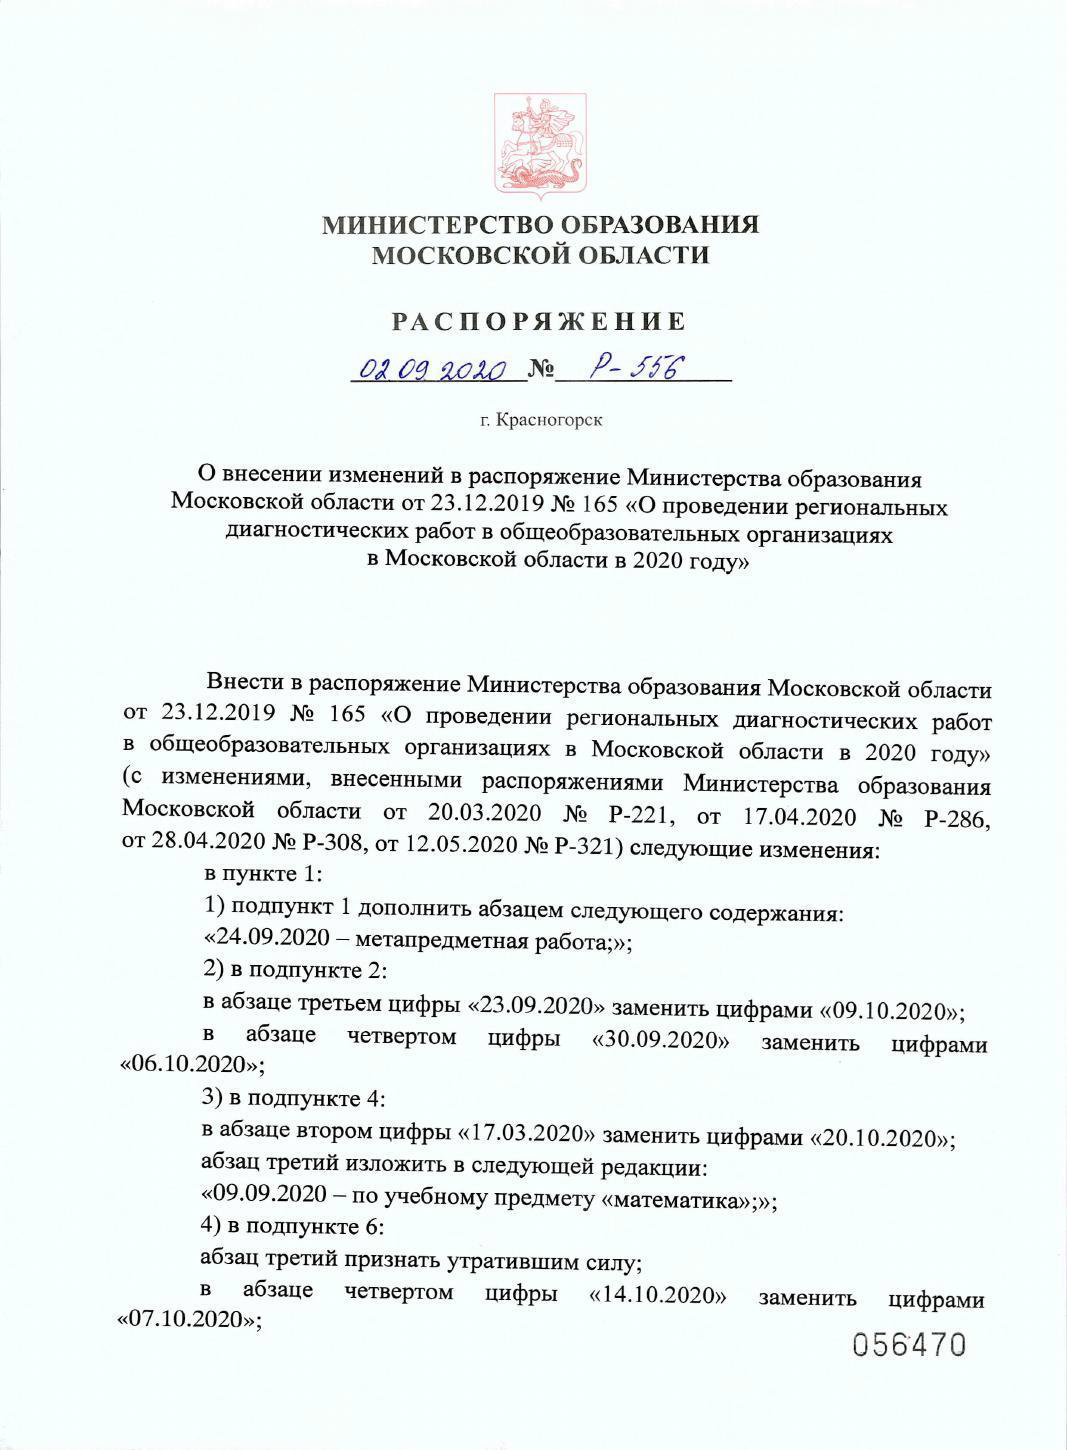 МИНИСТЕРСТВО ОБРАЗОВАНИЯ
МОСКОВСКОЙ ОБЛАСТИ
РАСПОРЯЖЕНИЕ
02.09.2020 № Р-556
г. Красногорск
О внесении изменений в распоряжение Министерства образования
Московской области от 23.12.2019 № 165 «О проведении региональных
диагностических работ в общеобразовательных организациях
в Московской области в 2020 году»
Внести в распоряжение Министерства образования Московской области
от 23.12.2019 № 165 «О проведении региональных диагностических работ
в общеобразовательных организациях в Московской области в 2020 году»
(с изменениями, внесенными распоряжениями Министерства образования
Московской области от 20.03.2020 № Р-221, от 17.04.2020 № Р-286,
от 28.04.2020 № Р-308, от 12.05.2020 № Р-321) следующие изменения:
в пункте 1:
1) подпункт 1 дополнить абзацем следующего содержания:
«24.09.2020 – метапредметная работа;»;
2) в подпункте 2:
в абзаце третьем цифры «23.09.2020» заменить цифрами «09.10.2020»;
в абзаце четвертом цифры «30.09.2020» заменить цифрами
«06.10.2020»;
3) в подпункте 4:
в абзаце втором цифры «17.03.2020» заменить цифрами «20.10.2020»;
абзац третий изложить в следующей редакции:
«09.09.2020 – по учебному предмету «математика»;»;
4) в подпункте 6:
абзац третий признать утратившим силу;
в абзаце четвертом цифры «14.10.2020» заменить цифрами
«07.10.2020»;
056470